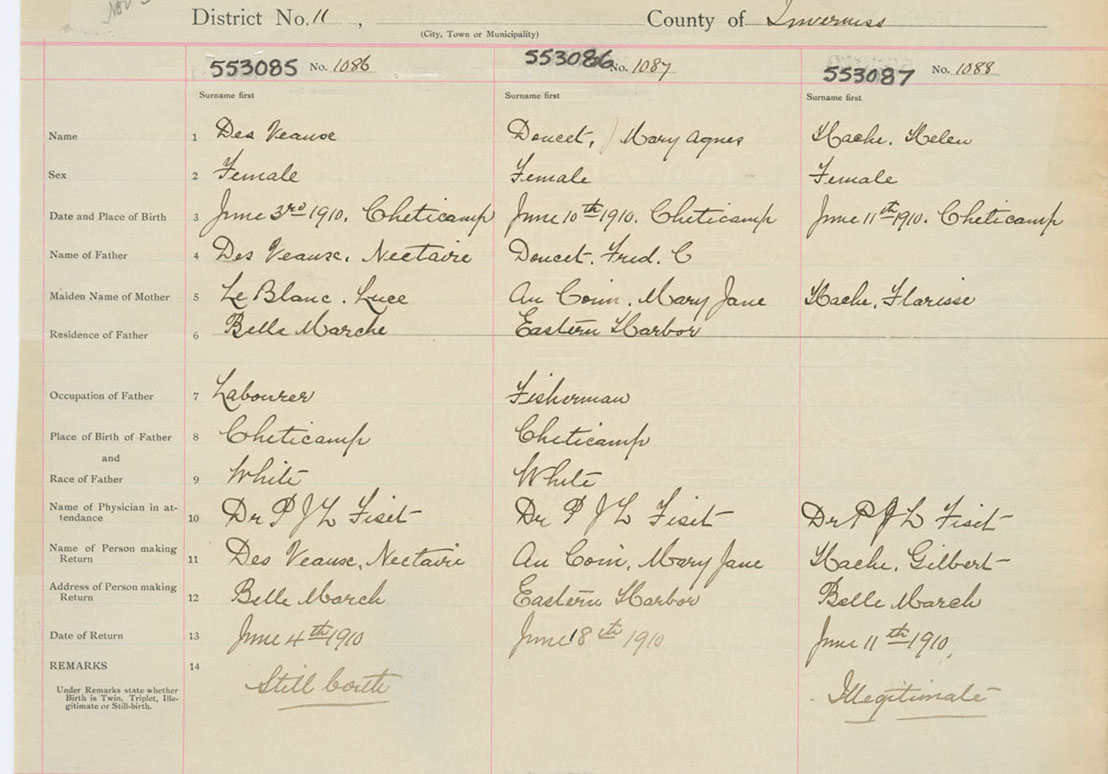 Nov
District No. 11 , County of Inverness
(City, Town or Municipality)
553085 No. 1086 553086 No. 1087 553087 No. 1088
Surname first Surname first Surname first
Name 1 Des Veause Doucet, Mary Agnes Hache. Helen
Sex 2 Female Female Female
Date and Place of Birth 3 June 3rd 1910. Cheticamp June 10th 1910. Cheticamp June 11th 1910. Cheticamp
Name of Father 4 Des Veause. Nectaire Doucet. Fred. C
Maiden Name of Mother 5 Le Blanc. Luce Au Coin. Mary Jane Hache, Flarisse
Residence of Father 6 Belle Marche Eastern Harbor
Occupation of Father 7 Labourer Fisherman
Place of Birth of Father 8 Cheticamp Cheticamp
and
Race of Father 9 White White
Name of Physician in at-
tendance 10 Dr P J L Fiset Dr P J L Fiset Dr P J L Fiset
Name of Person making
Return 11 Des Veause, Nectaire Au Coin, Mary Jane Hache, Gilbert
Address of Person making
Return 12 Belle March Eastern Harbor Belle March
Date of Return 13 June 4th 1910 June 18th 1910 June 11th 1910,
REMARKS 14
Under Remarks state whether
Birth is Twin, Triplet, Ille-
gitimate or Still-birth.
Still birth Illegitimate